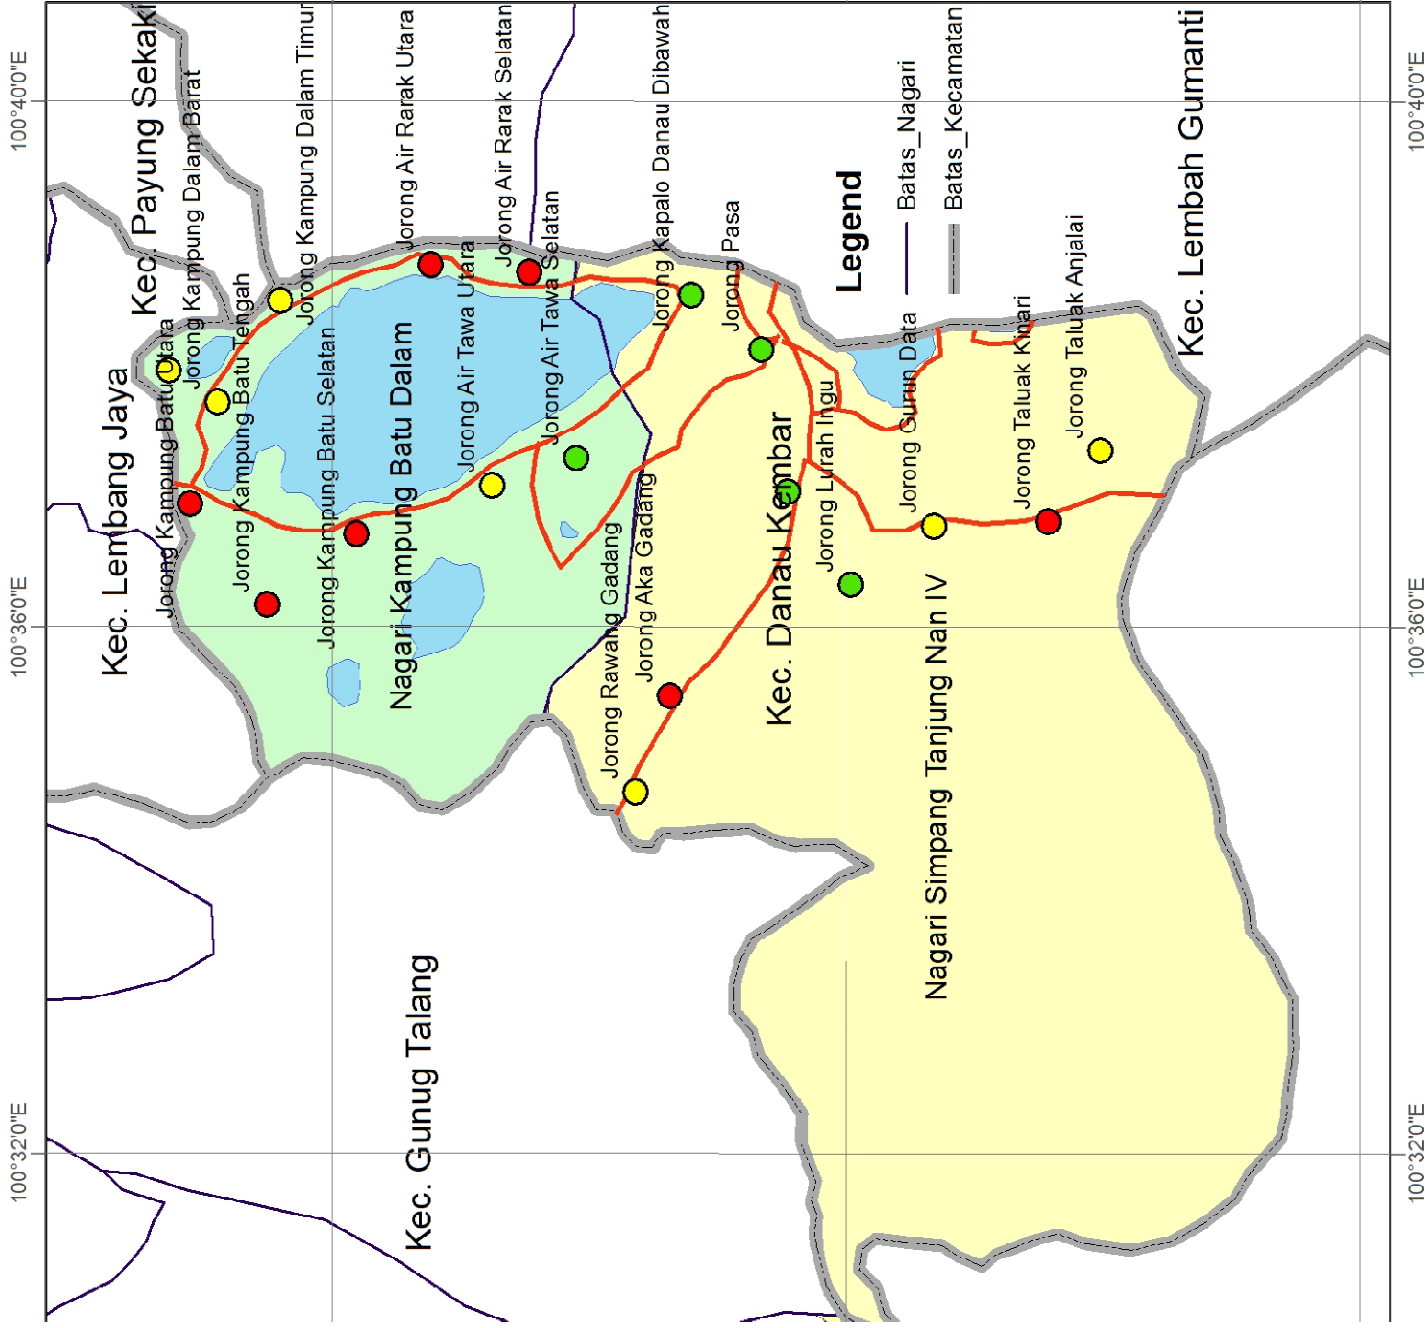 100°40'0"E
100°36'0"E
100°32'0"E
Kec. Payung Sekaki
Kec. Lembang Jaya
Jorong Kampung Batu Utara
Jorong Kampung Dalam Barat
Jorong Kampung Batu Tengah
Jorong Kampung Dalam Timur
Jorong Kampung Batu Selatan
Jorong Air Rarak Utara
Nagari Kampung Batu Dalam
Kec. Gunug Talang
Jorong Air Tawa Utara
Jorong Air Rarak Selatan
Jorong Air Tawa Selatan
Jorong Rawang Gadang
Jorong Aka Gadang
Jorong Kapalo Danau Dibawah
Jorong Pasa
Kec. Danau Kembar
Jorong Lurah Ingu
Legend
Batas_Nagari
Batas_Kecamatan
Jorong Gurun Data
Nagari Simpang Tanjung Nan IV
Jorong Taluak Kinari
Jorong Taluak Anjalai
Kec. Lembah Gumanti
100°40'0"E
100°36'0"E
100°32'0"E